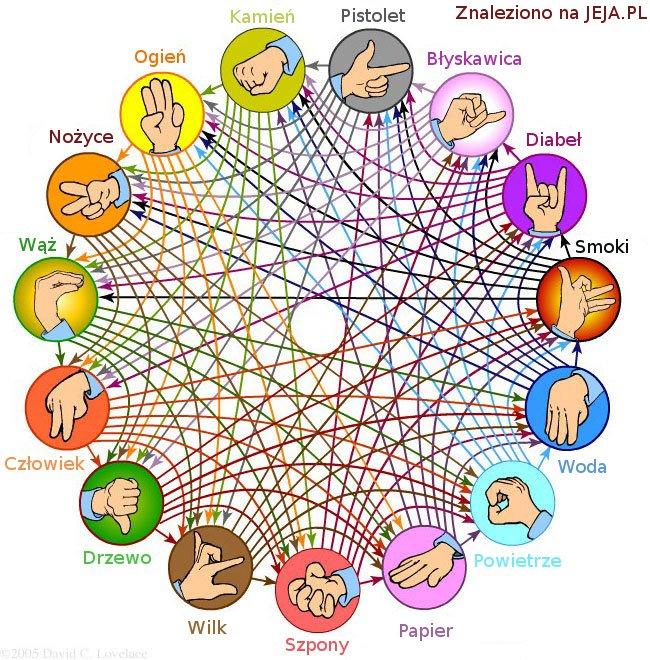 Kamień
Pistolet
Znaleziono na JEJA.PL
Ogień
Błyskawica
Nożyce
Diabeł
Wąż
Smoki
Człowiek
Woda
Drzewo
Powietrze
Wilk
Papier
Szpony
©2005 David C. Lovelace